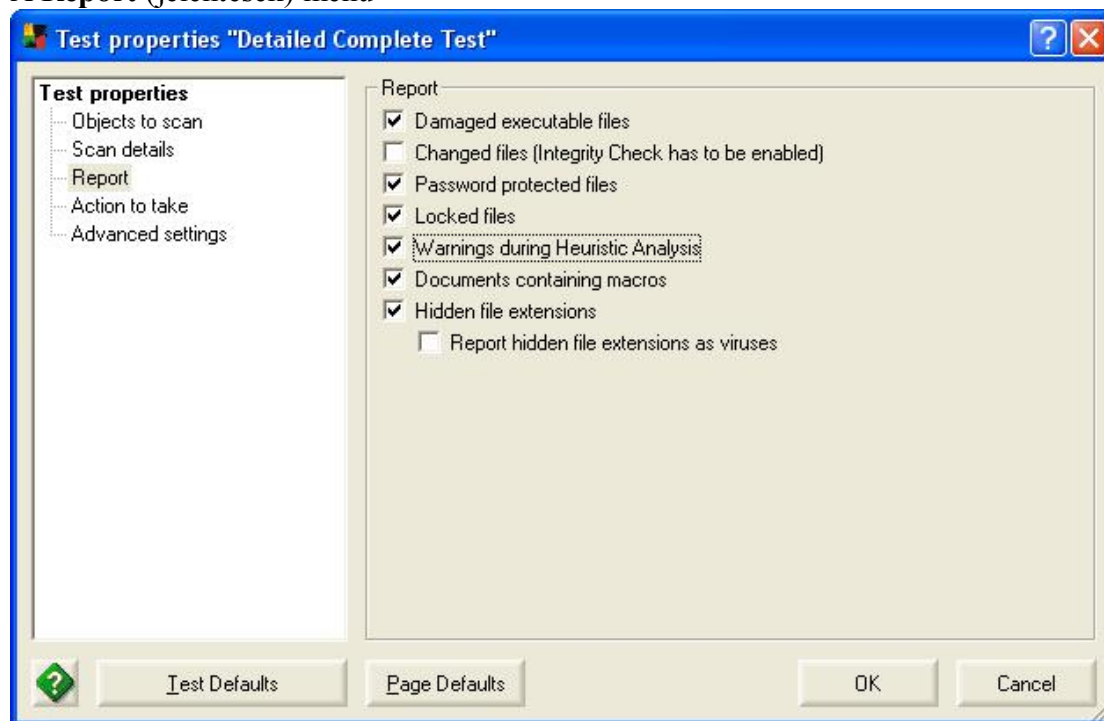 A Report (jelentések) menü
Test properties "Detailed Complete Test"
Test properties
Objects to scan
Scan details
Report
Action to take
Advanced settings
Report
Damaged executable files
Changed files (Integrity Check has to be enabled)
Password protected files
Locked files
Warnings during Heuristic Analysis
Documents containing macros
Hidden file extensions
Report hidden file extensions as viruses
Test Defaults
Page Defaults
OK
Cancel